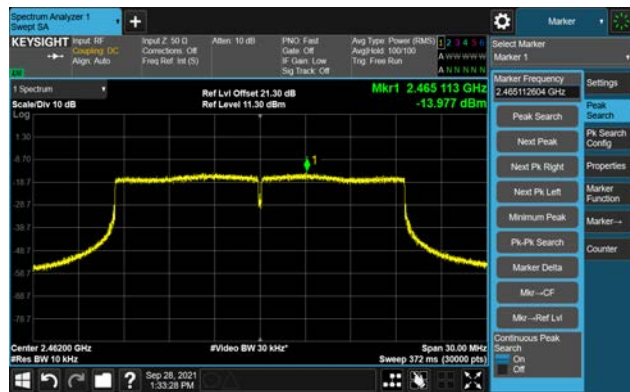 Spectrum Analyzer 1
Swept SA
Marker
KEYSIGHT
Input: RF
Coupling: DC
Align: Auto
Input Z: 50 Ω
Corrections: Off
Freq Ref: Int (S)
Atten: 10 dB
PNO: Fast
Gate: Off
IF Gain: Low
Sig Track: Off
Avg Type: Power (RMS)
Avg|Hold: 100/100
Trig: Free Run
1 2 3 4 5 6
A W W W W W
A N N N N N
Select Marker
Marker 1
1 Spectrum
Scale/Div 10 dB
Log
Ref Lvl Offset 21.30 dB
Ref Level 11.30 dBm
Mkr1 2.465 113 GHz
-13.977 dBm
1.30
-8.70
-18.7
-28.7
-38.7
-48.7
-58.7
-68.7
-78.7
1
Center 2.46200 GHz
#Res BW 10 kHz
#Video BW 30 kHz*
Span 30.00 MHz
Sweep 372 ms (30000 pts)
Marker Frequency
2.465112604 GHz
Peak Search
Next Peak
Next Pk Right
Next Pk Left
Minimum Peak
Pk-Pk Search
Marker Delta
Mkr→CF
Mkr→Ref Lvl
Continuous Peak
Search
On
Off
Settings
Peak
Search
Pk Search
Config
Properties
Marker
Function
Marker→
Counter
Sep 28, 2021
1:33:28 PM